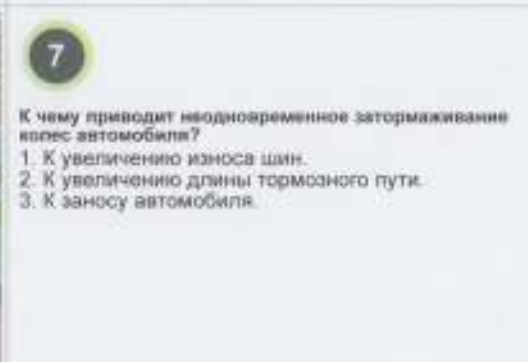 7
К чему приводит неодновременное затормаживание
колес автомобиля?
1. К увеличению износа шин.
2. К увеличению длины тормозного пути.
3. К заносу автомобиля.